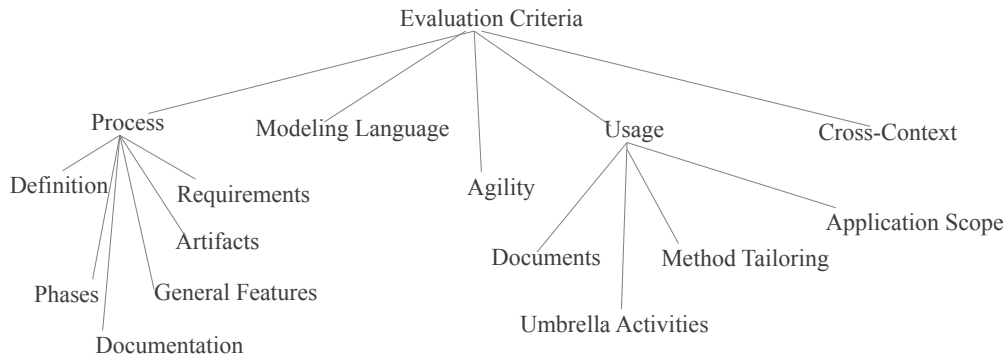 Evaluation Criteria
Process
Modeling Language
Usage
Cross-Context
Definition
Requirements
Agility
Artifacts
Application Scope
Documents
Method Tailoring
Phases
General Features
Umbrella Activities
Documentation